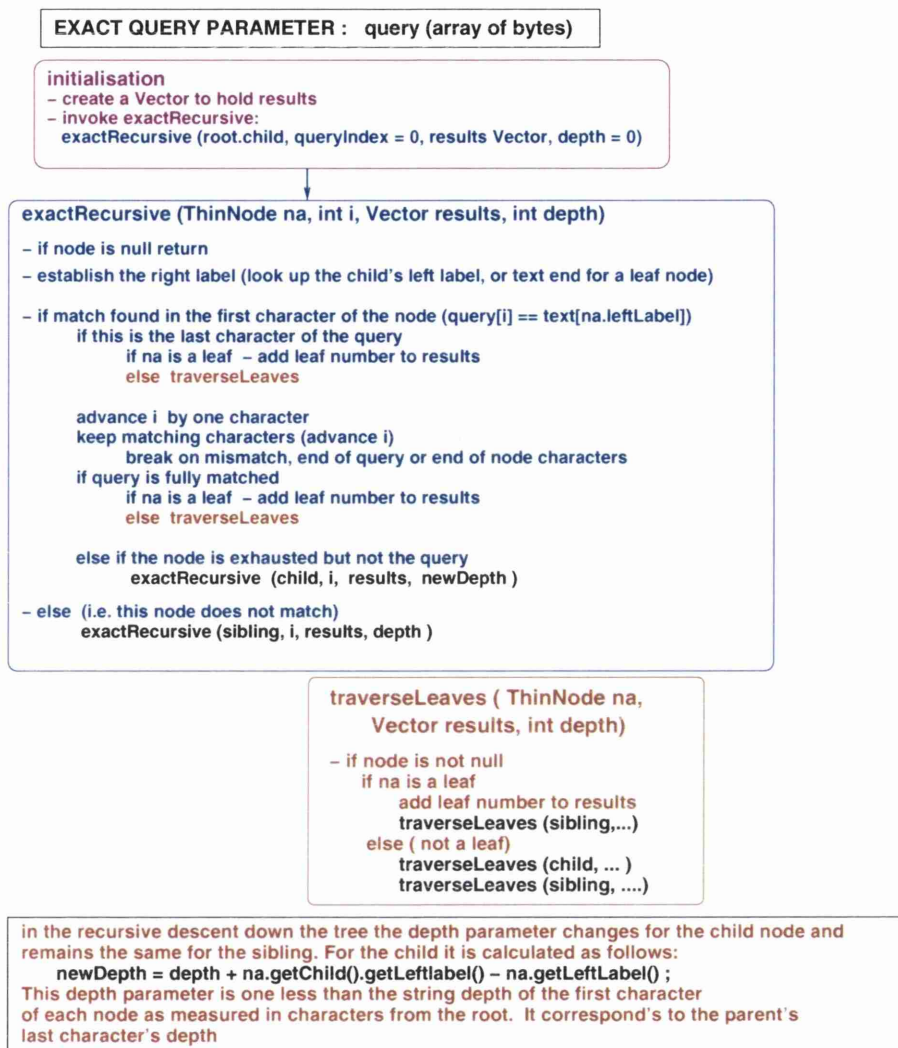 EXACT QUERY PARAMETER : query (array of bytes)
initialisation
– create a Vector to hold results
– invoke exactRecursive:
exactRecursive (root.child, queryIndex = 0, results Vector, depth = 0)
exactRecursive (ThinNode na, int i, Vector results, int depth)
– if node is null return
– establish the right label (look up the child's left label, or text end for a leaf node)
– if match found in the first character of the node (query[i] == text[na.leftLabel])
if this is the last character of the query
if na is a leaf – add leaf number to results
else traverseLeaves
advance i by one character
keep matching characters (advance i)
break on mismatch, end of query or end of node characters
if query is fully matched
if na is a leaf – add leaf number to results
else traverseLeaves
else if the node is exhausted but not the query
exactRecursive (child, i, results, newDepth )
– else (i.e. this node does not match)
exactRecursive (sibling, i, results, depth )
traverseLeaves ( ThinNode na,
Vector results, int depth)
– if node is not null
if na is a leaf
add leaf number to results
traverseLeaves (sibling,...)
else ( not a leaf)
traverseLeaves (child, ... )
traverseLeaves (sibling, ....)
in the recursive descent down the tree the depth parameter changes for the child node and
remains the same for the sibling. For the child it is calculated as follows:
newDepth = depth + na.getChild().getLeftlabel() – na.getLeftLabel() ;
This depth parameter is one less than the string depth of the first character
of each node as measured in characters from the root. It correspond's to the parent's
last character's depth